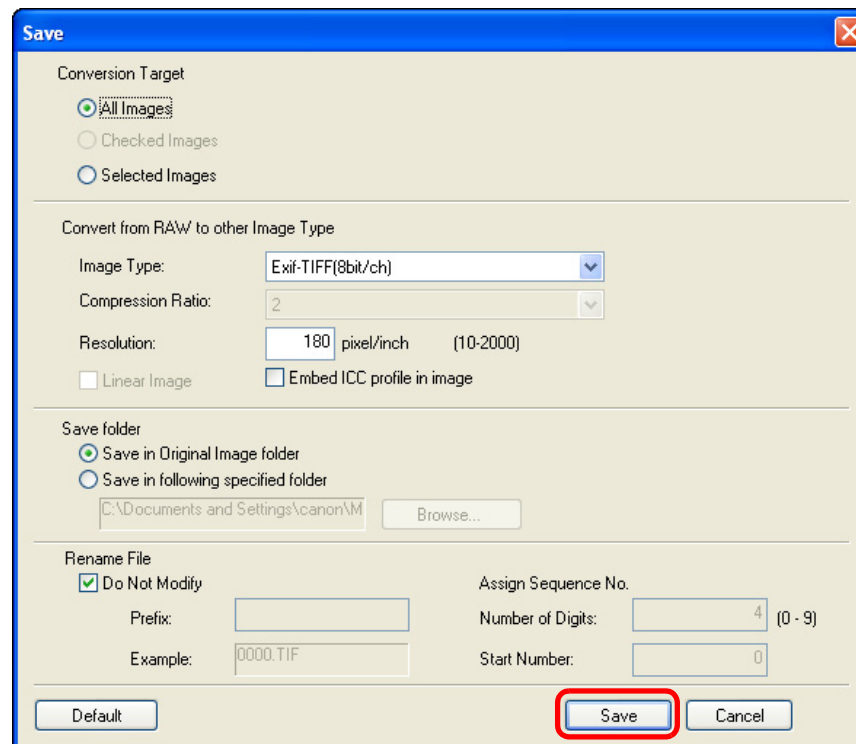 Save
Conversion Target
All Images
Checked Images
Selected Images
Convert from RAW to other Image Type
Image Type: Exif-TIFF(8bit/ch)
Compression Ratio: 2
Resolution: 180 pixel/inch (10-2000)
Linear Image Embed ICC profile in image
Save folder
Save in Original Image folder
Save in following specified folder
C:\Documents and Settings\canon\M Browse...
Rename File
Do Not Modify Assign Sequence No.
Prefix: Number of Digits: 4 (0 - 9)
Example: 0000.TIF Start Number: 0
Default Save Cancel